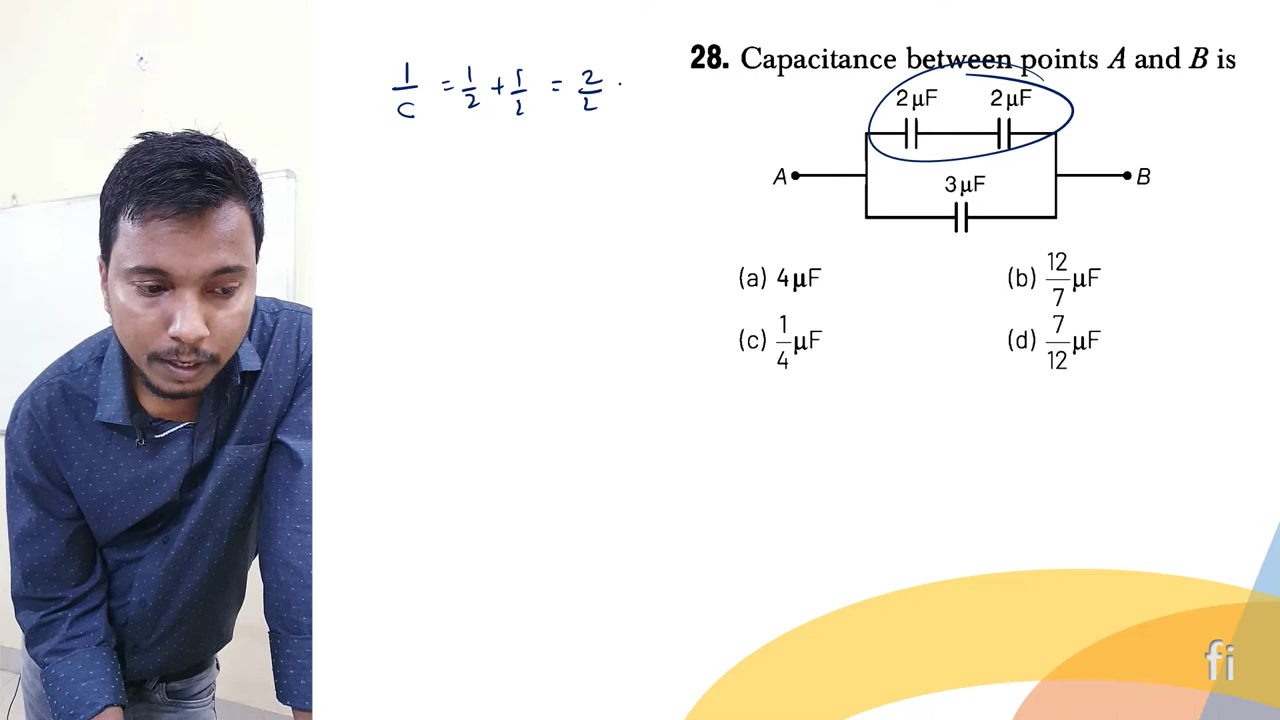 28. Capacitance between points A and B is
1/C = 1/2 + 1/2 = 2/2
2 μF 2 μF
A B
3 μF
(a) 4 μF (b) 12/7 μF
(c) 1/4 μF (d) 7/12 μF
fi